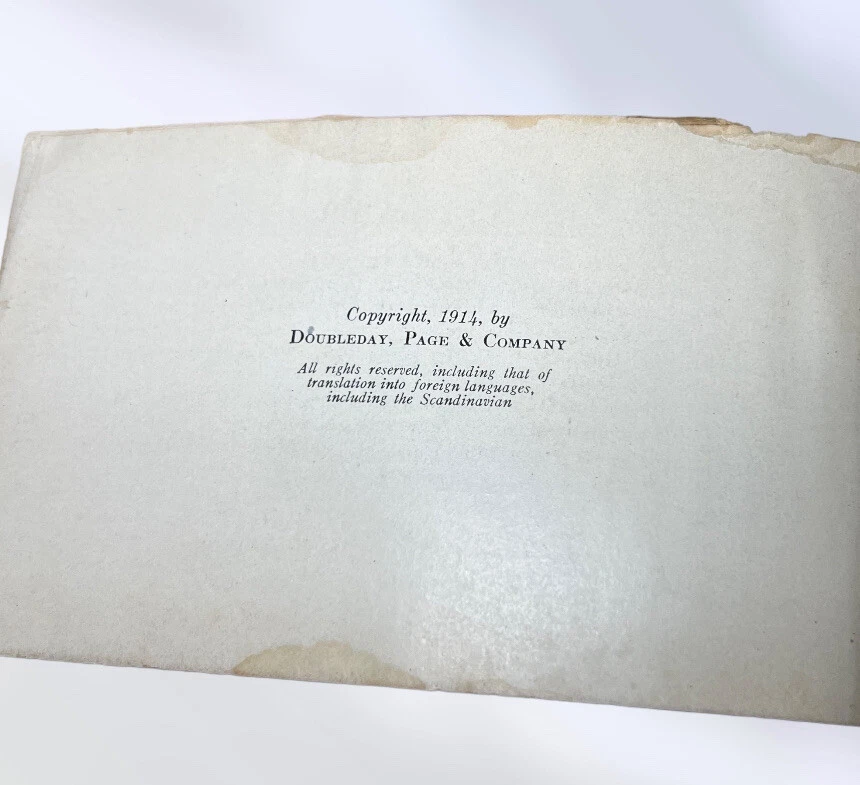 Copyright, 1914, by
DOUBLEDAY, PAGE & COMPANY
All rights reserved, including that of
translation into foreign languages,
including the Scandinavian